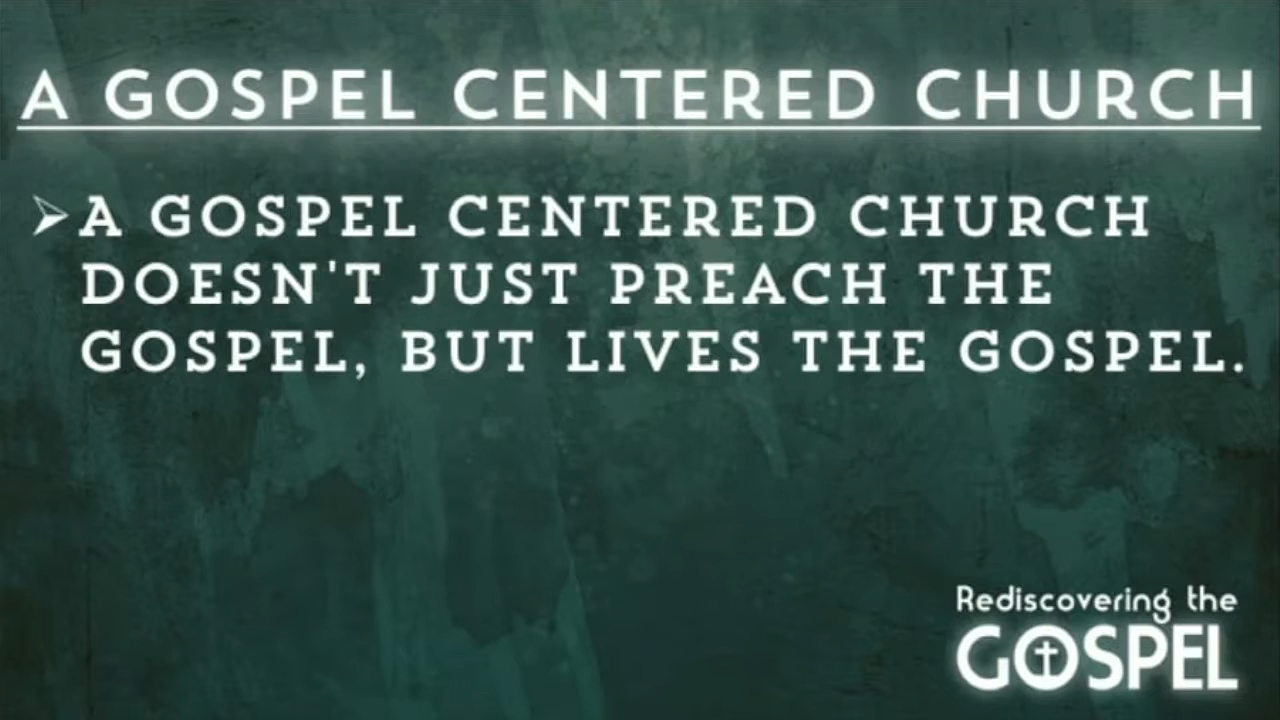 A GOSPEL CENTERED CHURCH
A GOSPEL CENTERED CHURCH
DOESN'T JUST PREACH THE
GOSPEL, BUT LIVES THE GOSPEL.
Rediscovering the
GOSPEL